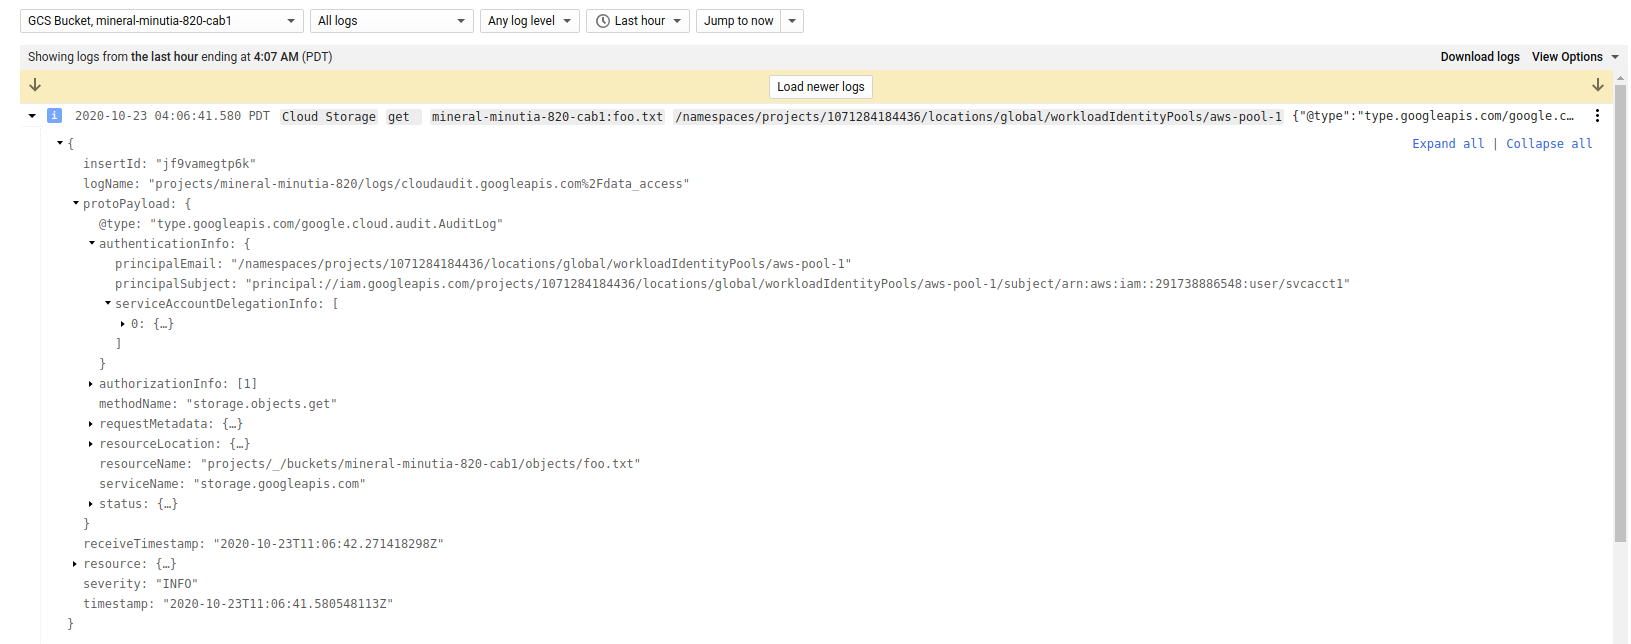 GCS Bucket, mineral-minutia-820-cab1 All logs Any log level Last hour Jump to now
Showing logs from the last hour ending at 4:07 AM (PDT) Download logs View Options
Load newer logs
i 2020-10-23 04:06:41.580 PDT Cloud Storage get mineral-minutia-820-cab1:foo.txt /namespaces/projects/1071284184436/locations/global/workloadIdentityPools/aws-pool-1 {"@type":"type.googleapis.com/google.c…
{ Expand all | Collapse all
insertId: "jf9vamegtp6k"
logName: "projects/mineral-minutia-820/logs/cloudaudit.googleapis.com%2Fdata_access"
protoPayload: {
@type: "type.googleapis.com/google.cloud.audit.AuditLog"
authenticationInfo: {
principalEmail: "/namespaces/projects/1071284184436/locations/global/workloadIdentityPools/aws-pool-1"
principalSubject: "principal://iam.googleapis.com/projects/1071284184436/locations/global/workloadIdentityPools/aws-pool-1/subject/arn:aws:iam::291738886548:user/svcacct1"
serviceAccountDelegationInfo: [
0: {…}
]
}
authorizationInfo: [1]
methodName: "storage.objects.get"
requestMetadata: {…}
resourceLocation: {…}
resourceName: "projects/_/buckets/mineral-minutia-820-cab1/objects/foo.txt"
serviceName: "storage.googleapis.com"
status: {…}
}
receiveTimestamp: "2020-10-23T11:06:42.271418298Z"
resource: {…}
severity: "INFO"
timestamp: "2020-10-23T11:06:41.580548113Z"
}